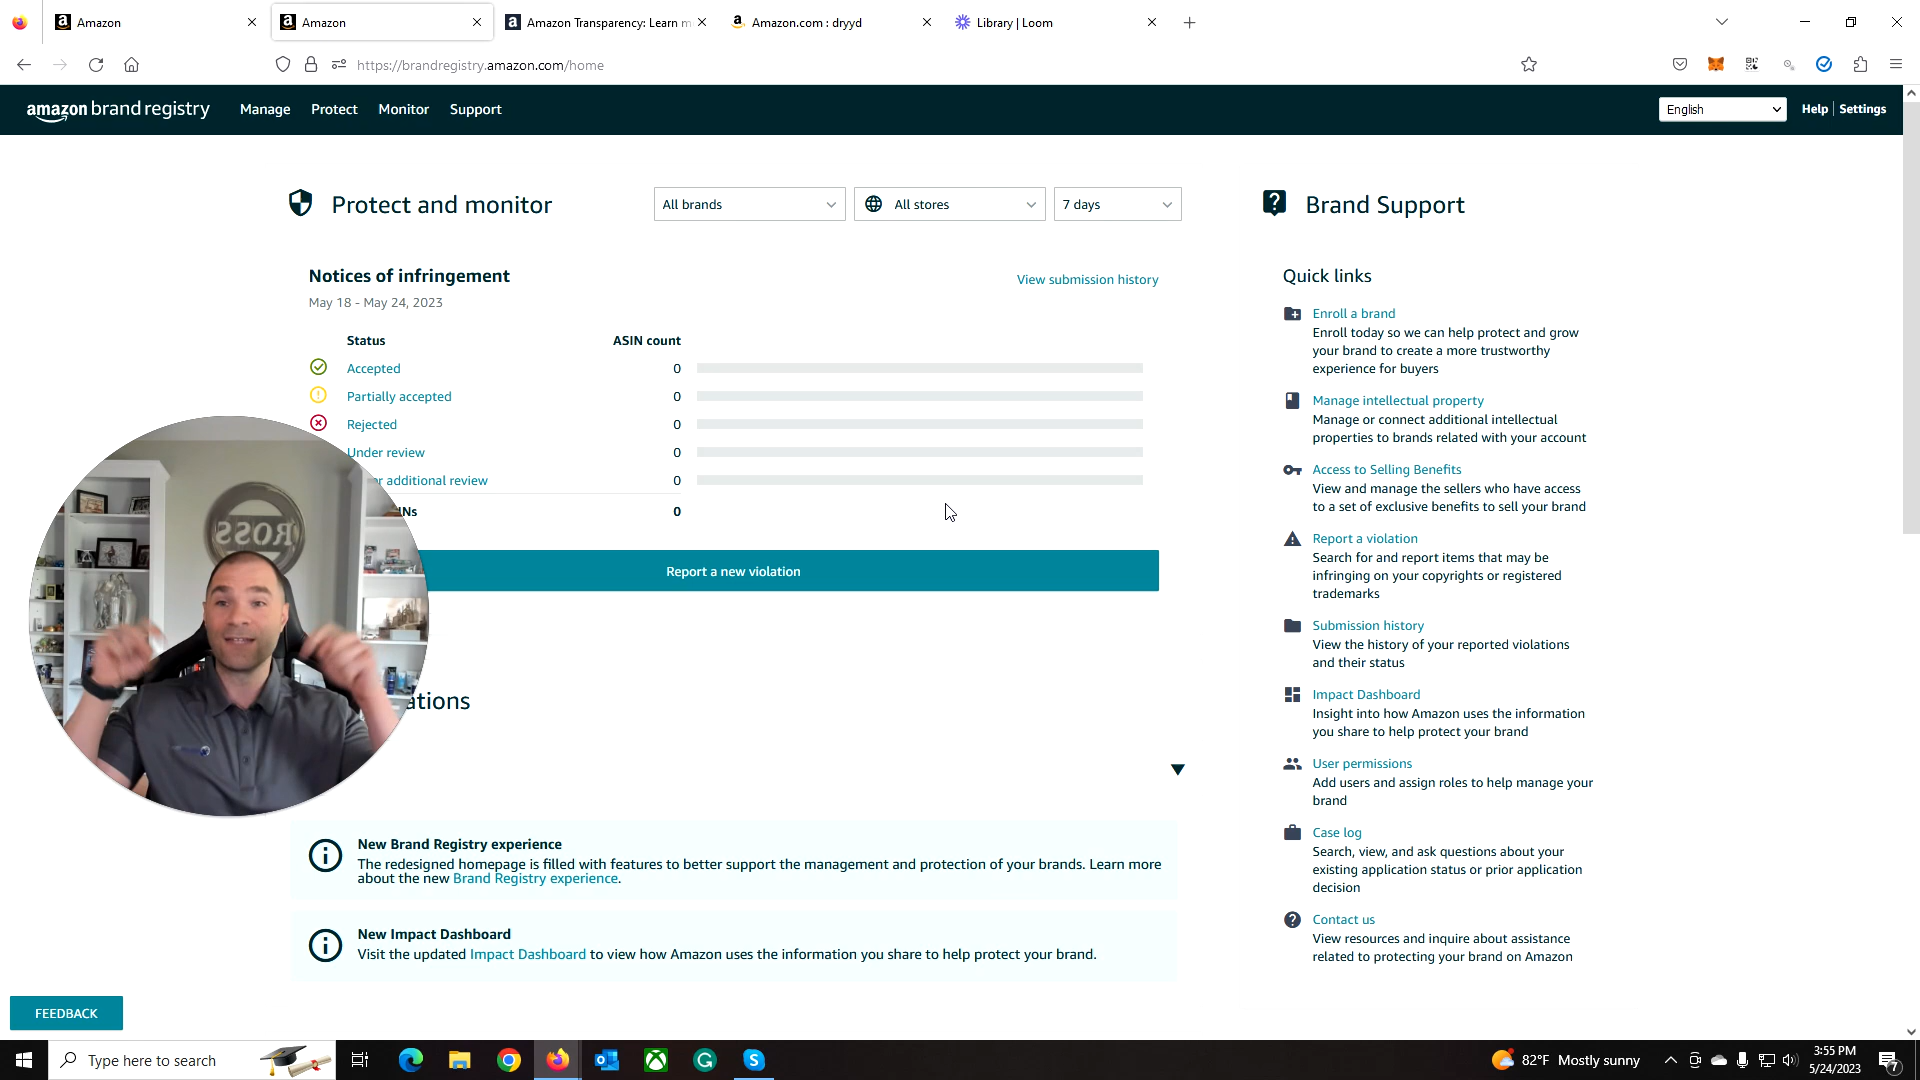 Amazon
Amazon
Amazon Transparency: Learn m
Amazon.com : dryyd
Library | Loom
https://brandregistry.amazon.com/home
amazon brand registry
Manage
Protect
Monitor
Support
English
Help
Settings
Protect and monitor
All brands
All stores
7 days
Notices of infringement
View submission history
May 18 - May 24, 2023
Status
ASIN count
Accepted
0
Partially accepted
0
Rejected
0
Under review
0
additional review
0
0
Report a new violation
New Brand Registry experience
The redesigned homepage is filled with features to better support the management and protection of your brands. Learn more
about the new Brand Registry experience.
New Impact Dashboard
Visit the updated Impact Dashboard to view how Amazon uses the information you share to help protect your brand.
Brand Support
Quick links
Enroll a brand
Enroll today so we can help protect and grow
your brand to create a more trustworthy
experience for buyers
Manage intellectual property
Manage or connect additional intellectual
properties to brands related with your account
Access to Selling Benefits
View and manage the sellers who have access
to a set of exclusive benefits to sell your brand
Report a violation
Search for and report items that may be
infringing on your copyrights or registered
trademarks
Submission history
View the history of your reported violations
and their status
Impact Dashboard
Insight into how Amazon uses the information
you share to help protect your brand
User permissions
Add users and assign roles to help manage your
brand
Case log
Search, view, and ask questions about your
existing application status or prior application
decision
Contact us
View resources and inquire about assistance
related to protecting your brand on Amazon
ROSS
FEEDBACK
Type here to search
82°F Mostly sunny
3:55 PM
5/24/2023
7